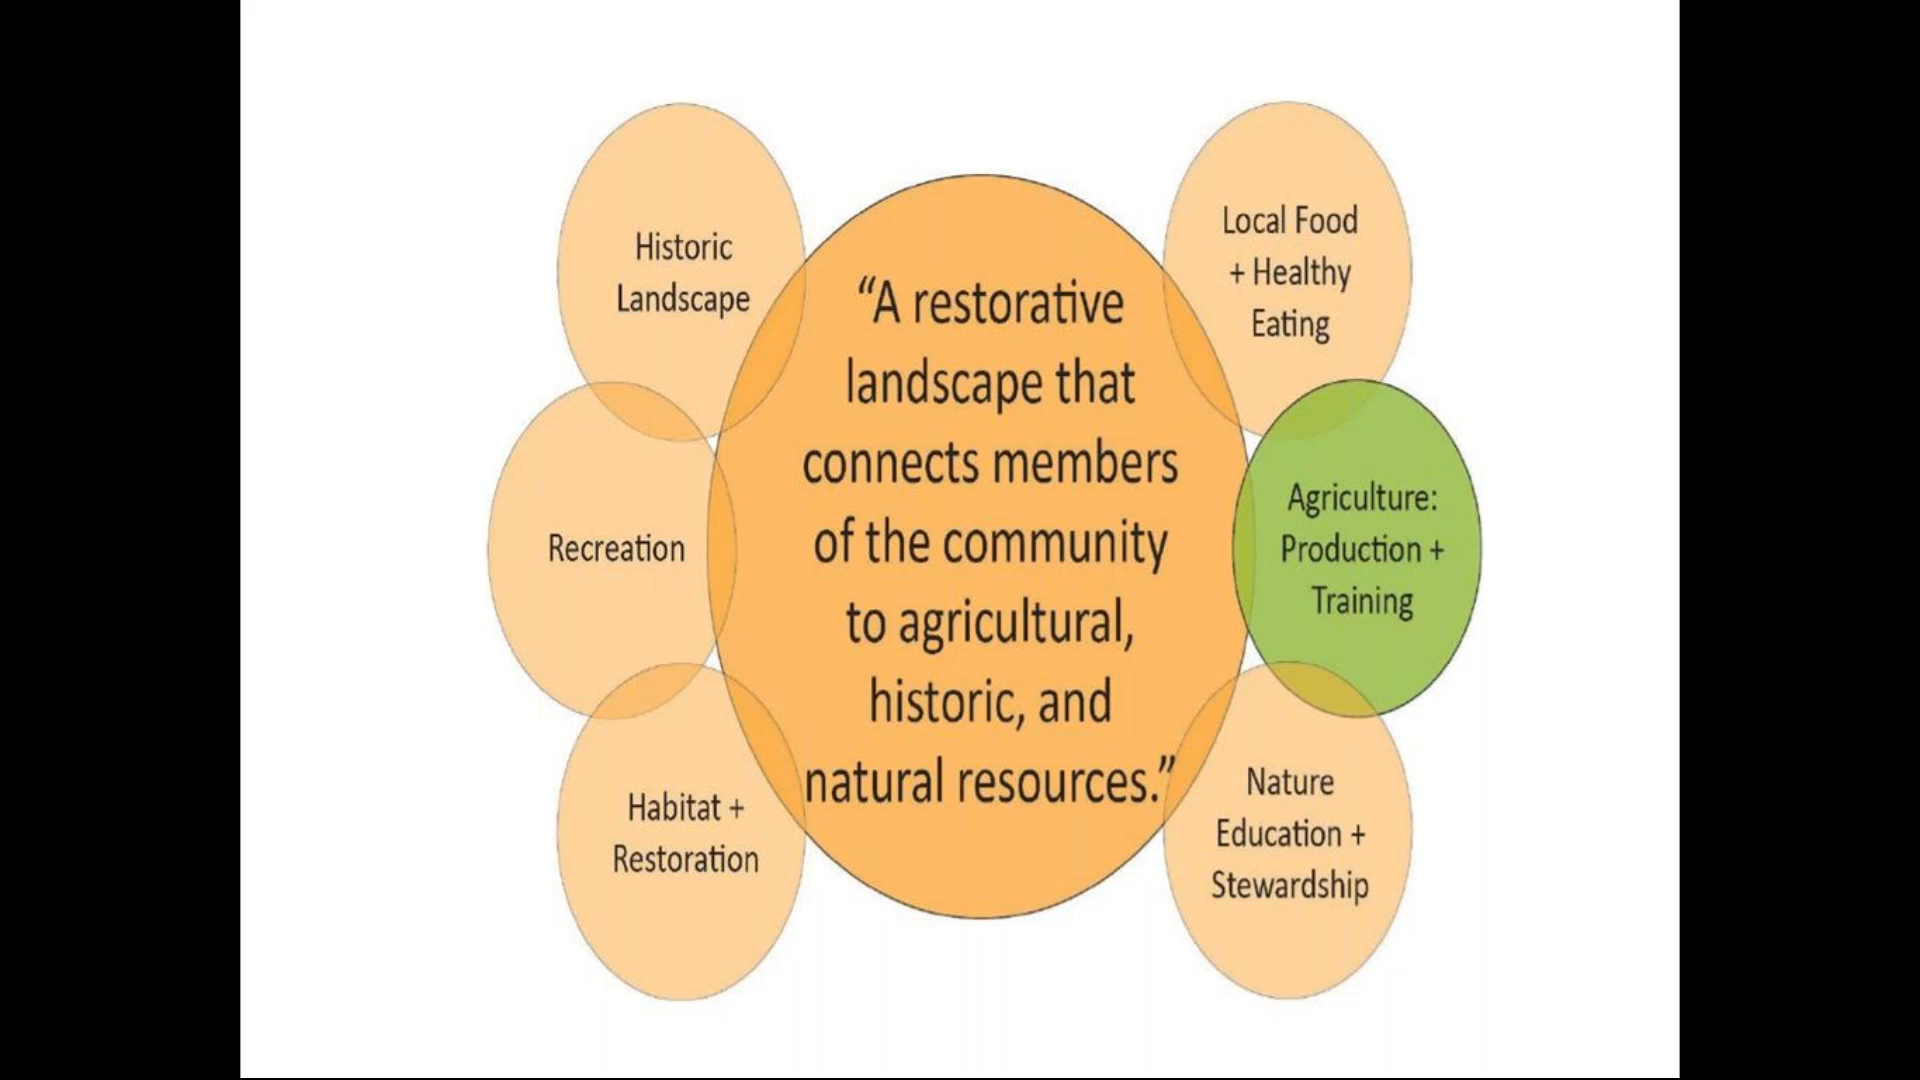 Historic
Landscape
Recreation
Habitat +
Restoration
“A restorative
landscape that
connects members
of the community
to agricultural,
historic, and
natural resources.”
Local Food
+ Healthy
Eating
Agriculture:
Production +
Training
Nature
Education +
Stewardship